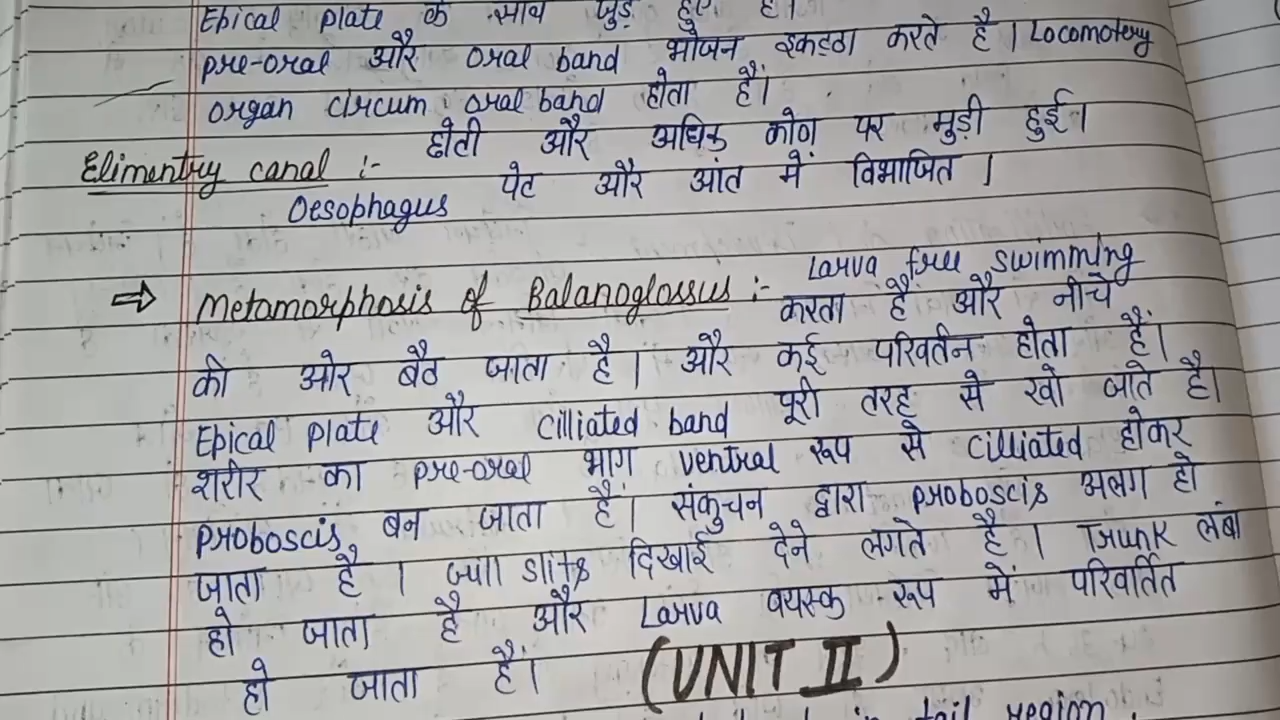 Epical plate के साथ जुड़े हुए है।
pre-oral और oral band भोजन इकट्ठा करते है। Locomotery
organ circum oral band होता है।
Elimentry canal :- होती और अधिक कोण पर मुड़ी हुई।
Oesophagus पेट और आंत में विभाजित।
⇒ Metamorphosis of Balanoglossus :- Larva free swimming
करता है और नीचे
की ओर बैठ जाता है। और कई परिवर्तन होता है।
Epical plate और cilliated band पूरी तरह से खो जाते है।
शरीर का pre-oral भाग ventral रूप से cilliated होकर
proboscis बन जाता है। संकुचन द्वारा proboscis अलग हो
जाता है। gill slits दिखाई देने लगते है। Trunk लंबा
हो जाता है और Larva वयस्क रूप में परिवर्तित
हो जाता है।
(UNIT II)
in tail region